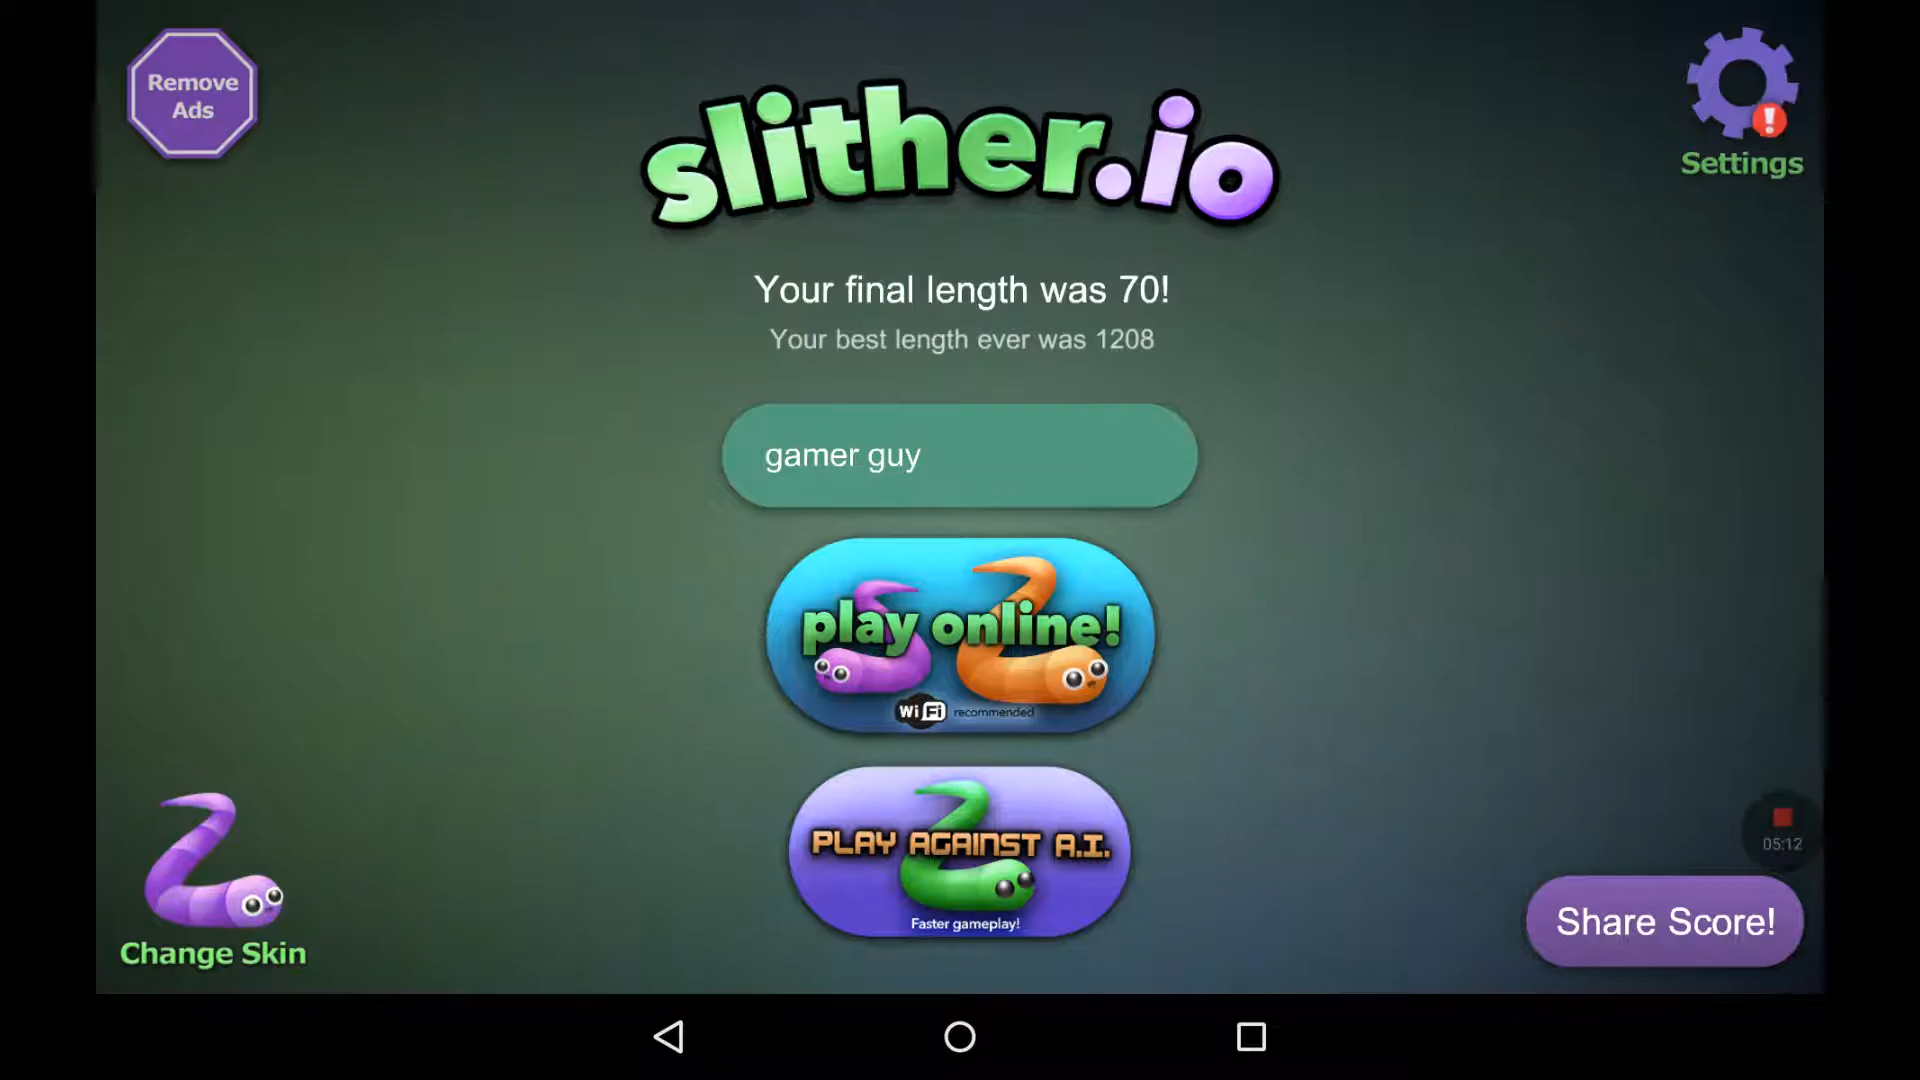 Remove
Ads
slither.io
Settings
Your final length was 70!
Your best length ever was 1208
gamer guy
play online!
WiFi recommended
PLAY AGAINST A.I.
Faster gameplay!
05:12
Share Score!
Change Skin